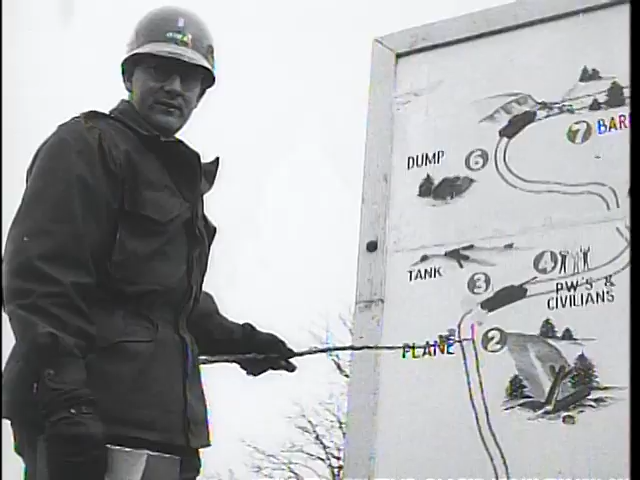 7 BAR
DUMP 6
TANK
4
3
PW'S &
CIVILIANS
PLANE 2